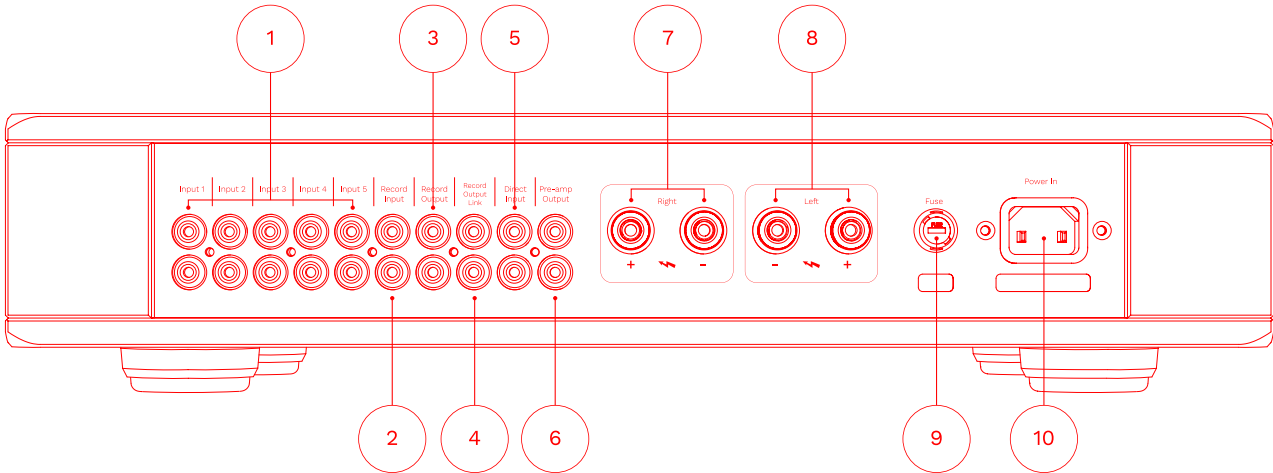 1
3
5
7
8
Input 1
Input 2
Input 3
Input 4
Input 5
Record
Input
Record
Output
Record
Output
Link
Direct
Input
Pre-amp
Output
Right
+
-
Left
-
+
Fuse
Power In
2
4
6
9
10